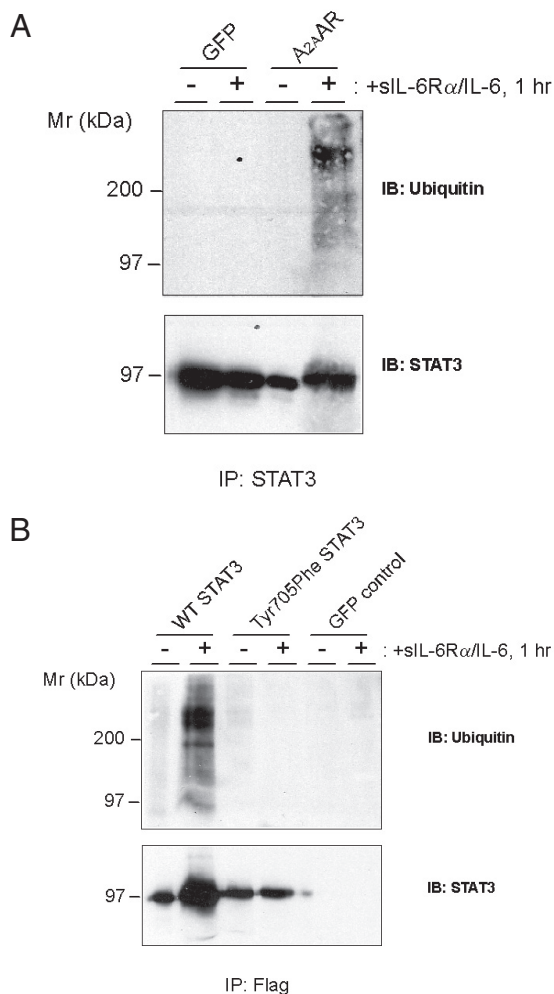 A
GFP
A2AAR
- + - + : +sIL-6Rα/IL-6, 1 hr
Mr (kDa)
200
97
IB: Ubiquitin
97
IB: STAT3
IP: STAT3
B
WT STAT3
Tyr705Phe STAT3
GFP control
- + - + - + : +sIL-6Rα/IL-6, 1 hr
Mr (kDa)
200
97
IB: Ubiquitin
97
IB: STAT3
IP: Flag